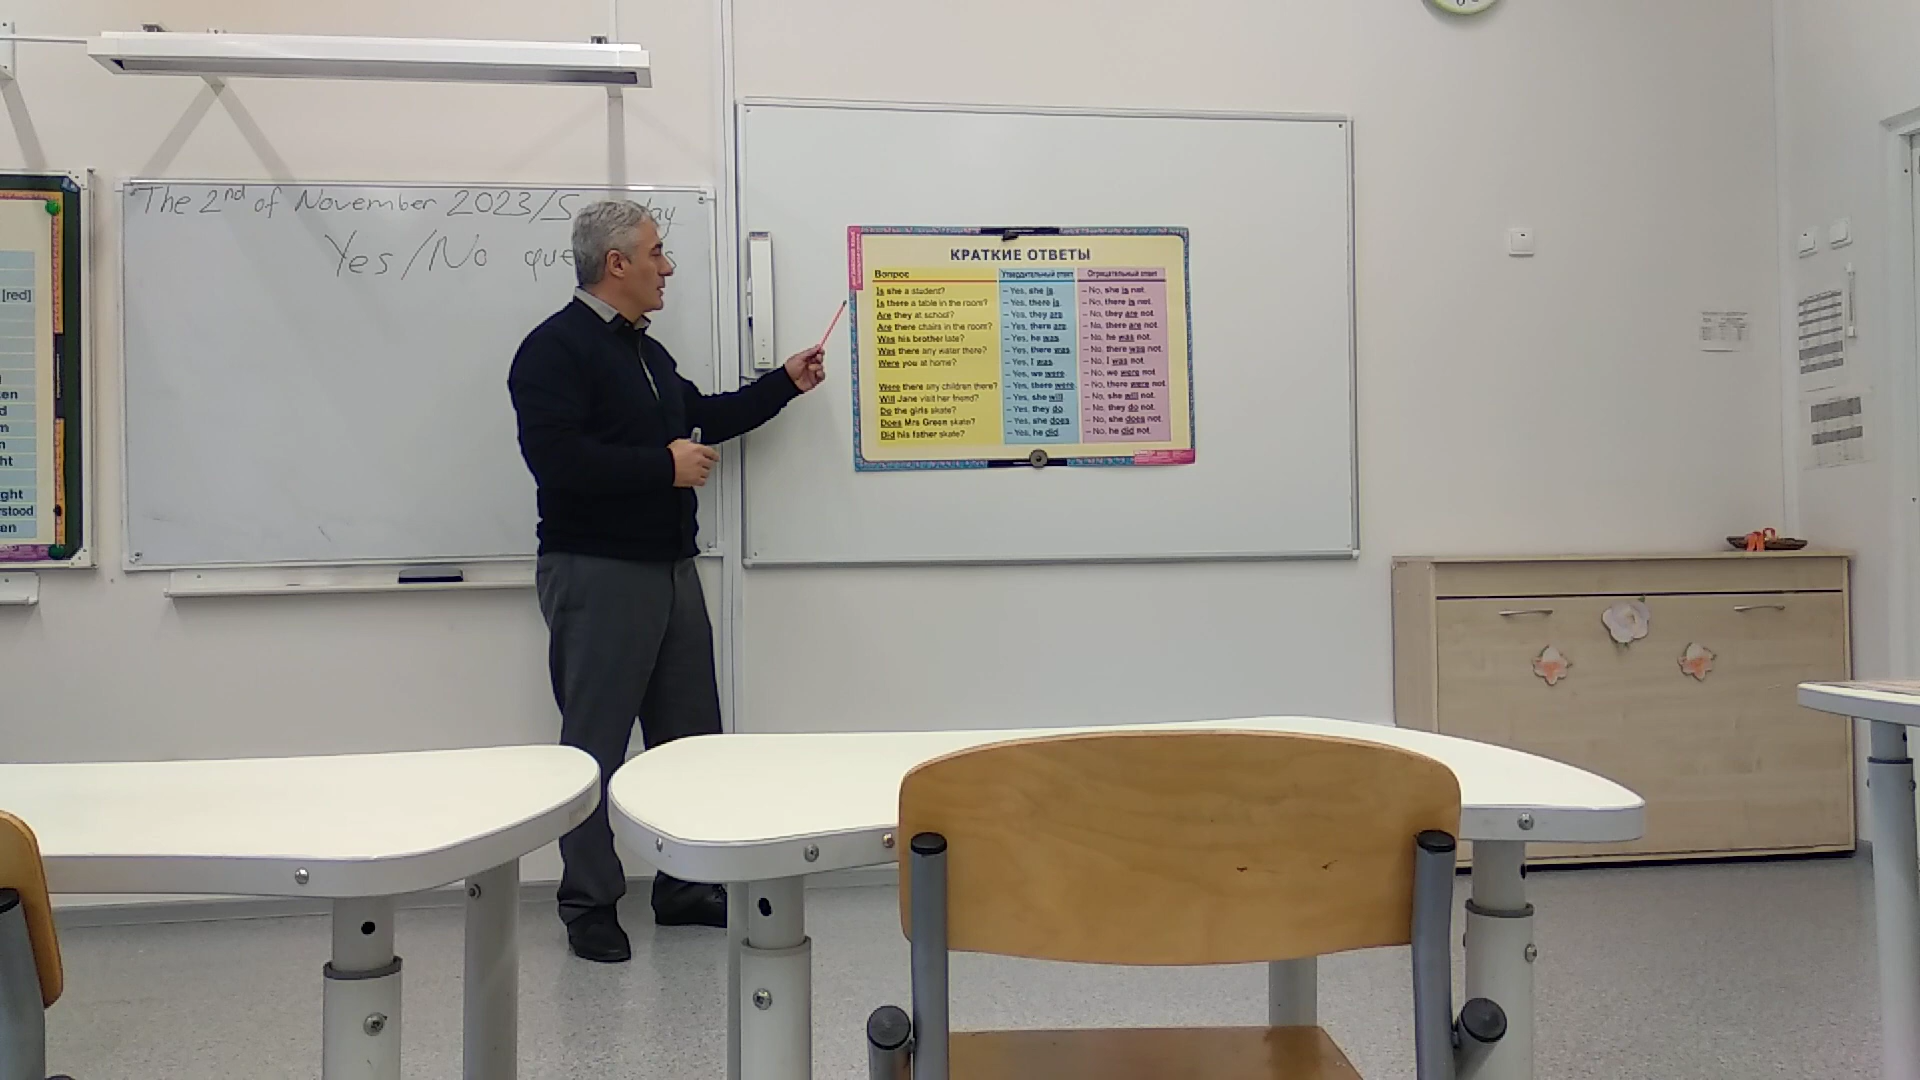 [red]
ght
rstood
The 2nd of November 2023/S day
Yes/No que s
КРАТКИЕ ОТВЕТЫ
Вопрос Утвердительный ответ Отрицательный ответ
Is she a student? – Yes, she is. – No, she is not.
Is there a table in the room? – Yes, there is. – No, there is not.
Are they at school? – Yes, they are. – No, they are not.
Are there chairs in the room? – Yes, there are. – No, there are not.
Was his brother late? – Yes, he was. – No, he was not.
Was there any water there? – Yes, there was. – No, there was not.
Were you at home? – Yes, I was. – No, I was not.
– Yes, we were. – No, we were not.
Were there any children there? – Yes, there were. – No, there were not.
Will Jane visit her friend? – Yes, she will. – No, she will not.
Do the girls skate? – Yes, they do. – No, they do not.
Does Mrs Green skate? – Yes, she does. – No, she does not.
Did his father skate? – Yes, he did. – No, he did not.